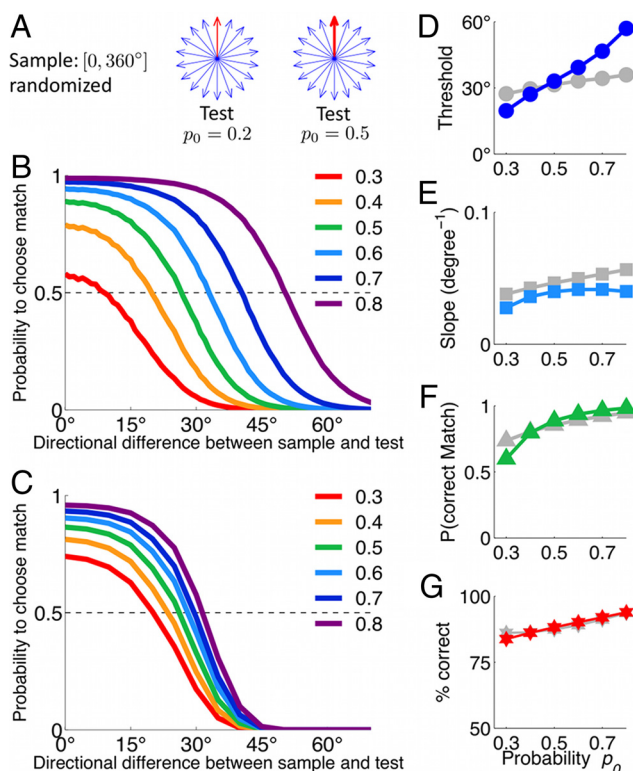 A
Sample: [0, 360°]
randomized
Test
p₀ = 0.2
Test
p₀ = 0.5
B
Probability to choose match
1
0.5
0
0° 15° 30° 45° 60°
Directional difference between sample and test
0.3
0.4
0.5
0.6
0.7
0.8
C
Probability to choose match
1
0.5
0
0° 15° 30° 45° 60°
Directional difference between sample and test
0.3
0.4
0.5
0.6
0.7
0.8
D
Threshold
60°
30°
0°
0.3 0.5 0.7
E
Slope (degree⁻¹)
0.1
0
0.3 0.5 0.7
F
P(correct Match)
1
0.5
0
0.3 0.5 0.7
G
% correct
100
75
50
0.3 0.5 0.7
Probability p₀